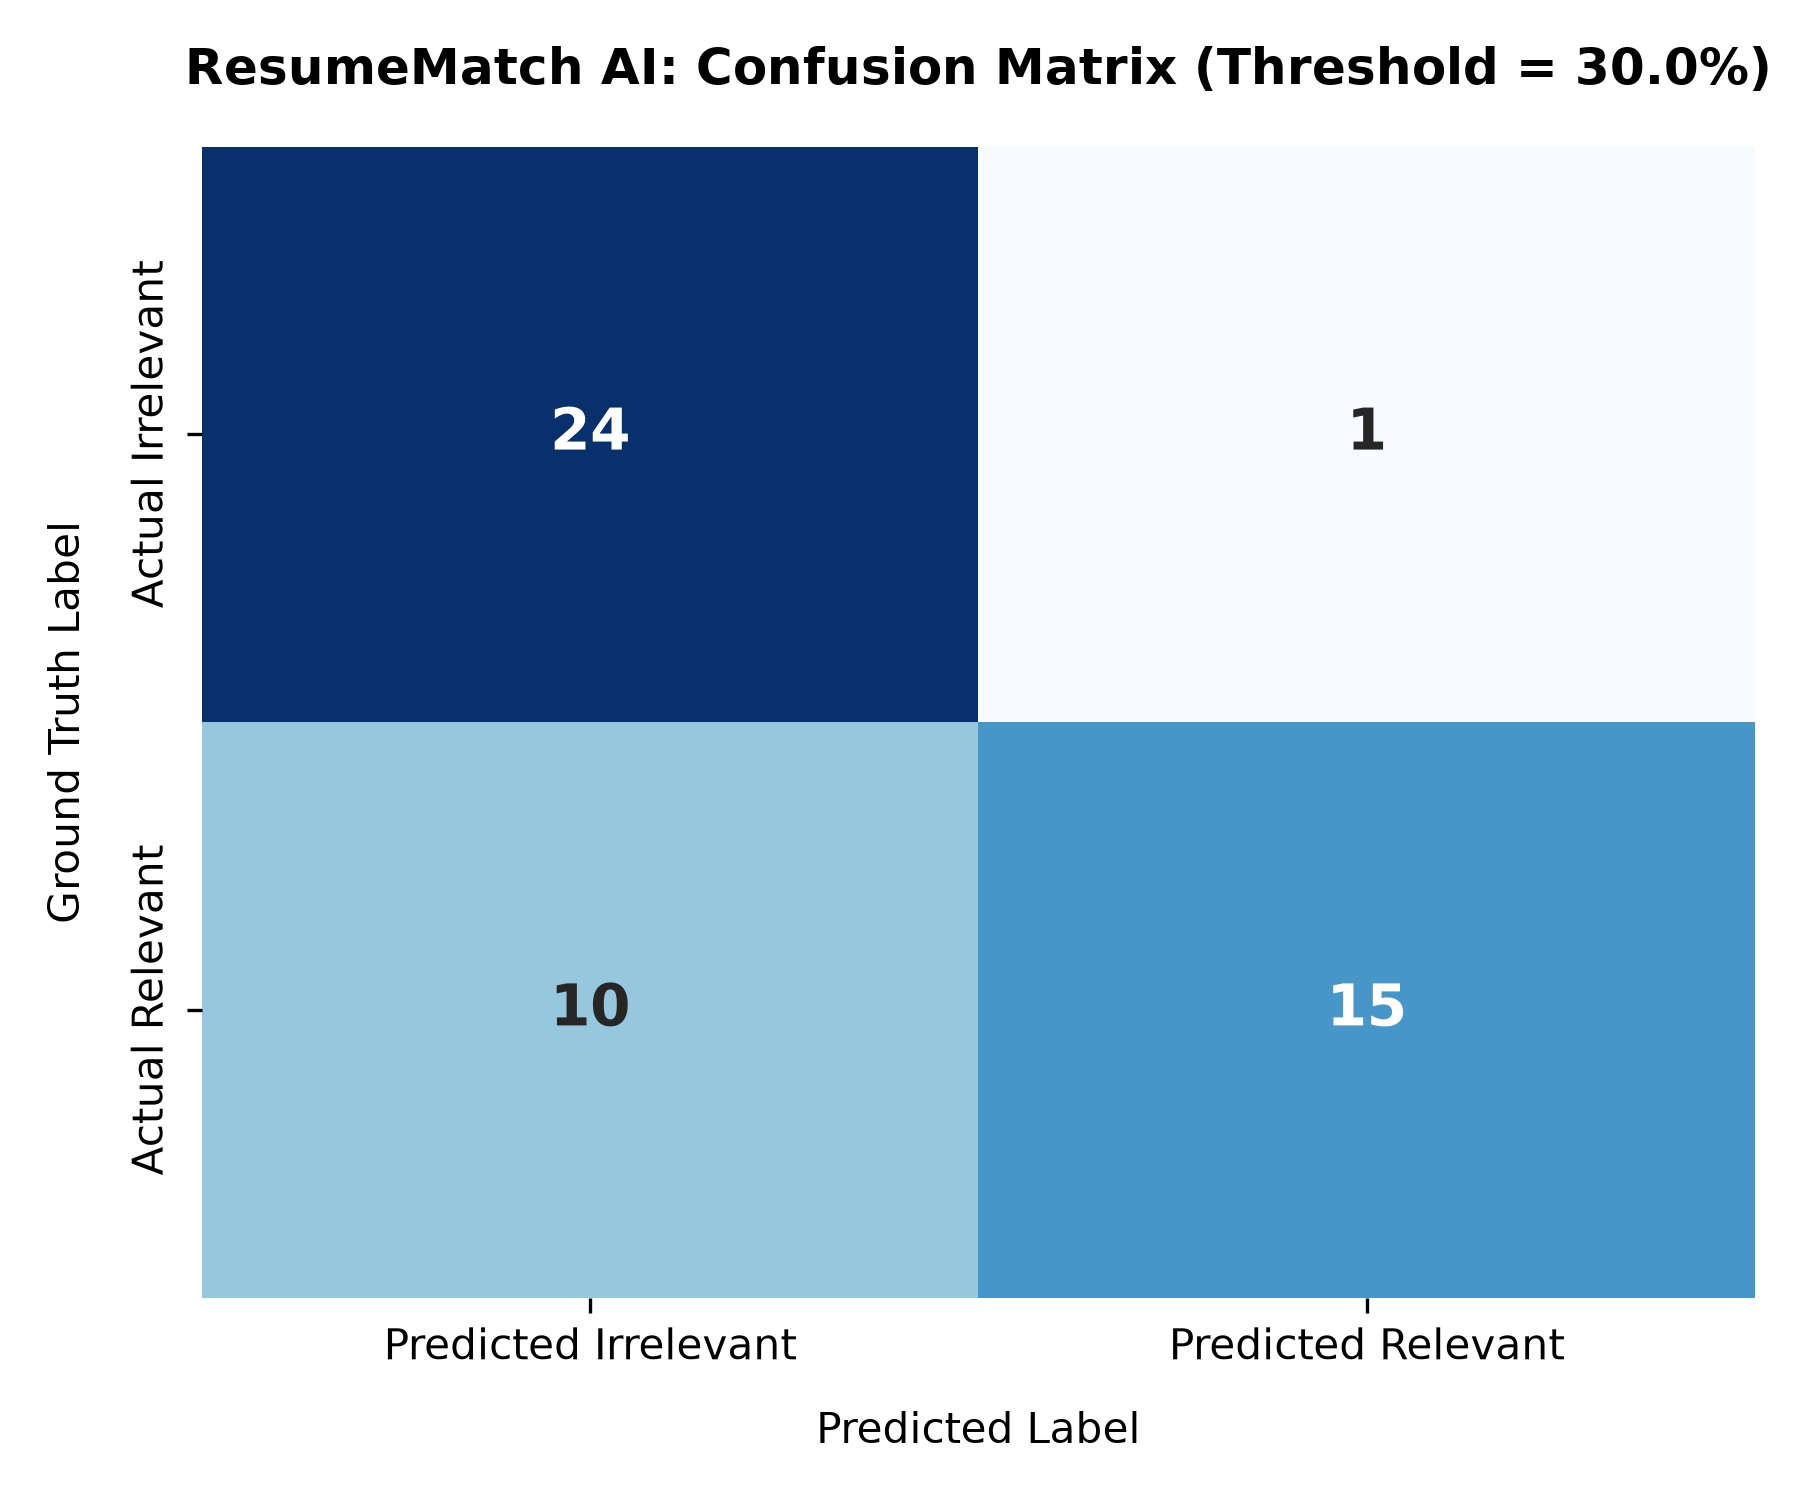 ResumeMatch AI: Confusion Matrix (Threshold = 30.0%)
Ground Truth Label
Actual Irrelevant
24
1
Actual Relevant
10
15
Predicted Irrelevant
Predicted Relevant
Predicted Label